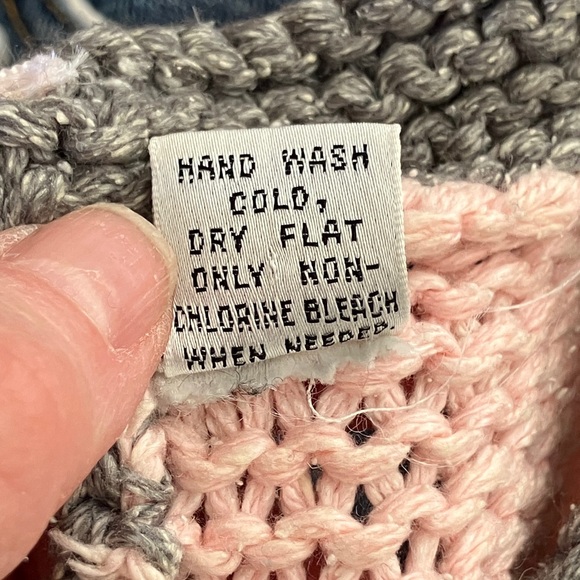 HAND WASH
COLD,
DRY FLAT
ONLY NON-
CHLORINE BLEACH
WHEN NEEDED.